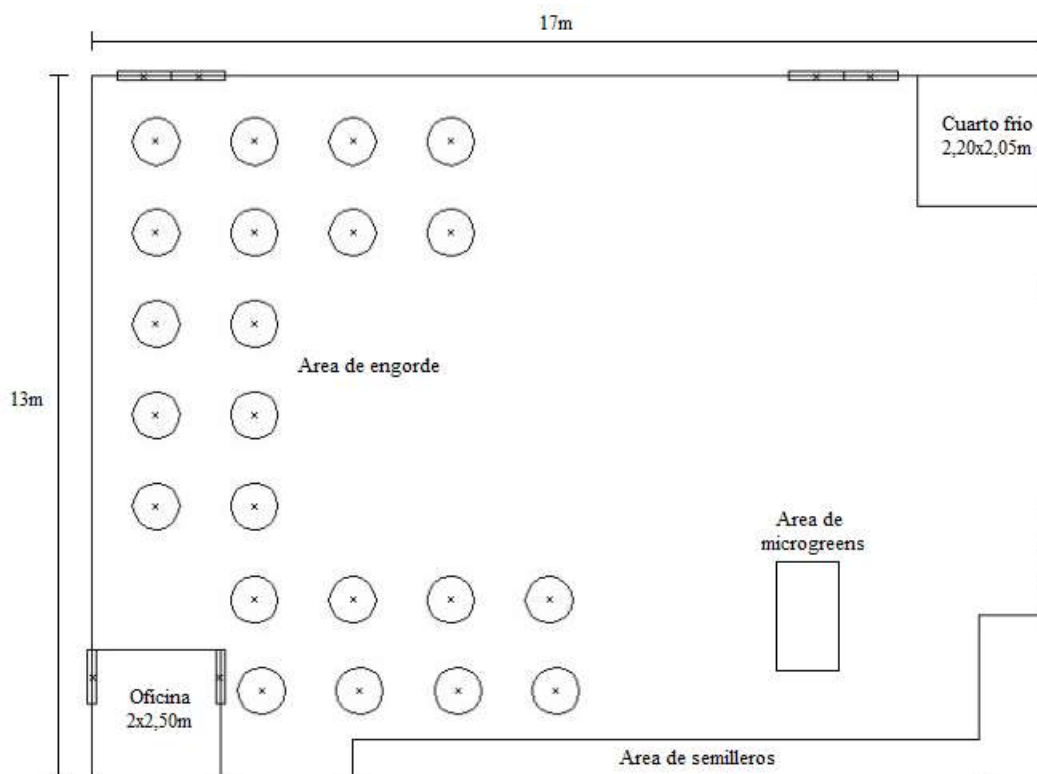 17m
Cuarto frio
2,20x2,05m
Area de engorde
13m
Area de
microgreens
Oficina
2x2,50m
Area de semilleros